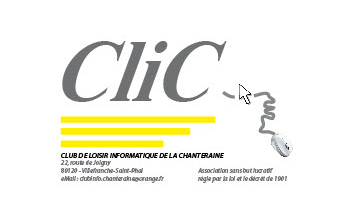 CliC
CLUB DE LOISIR INFORMATIQUE DE LA CHANTERAINE
22, route de Joigny
89120 - Villefranche-Saint-Phal
Association sans but lucratif
eMail : clubinfo.chanteraine@orange.fr
régie par la loi et le décret de 1901